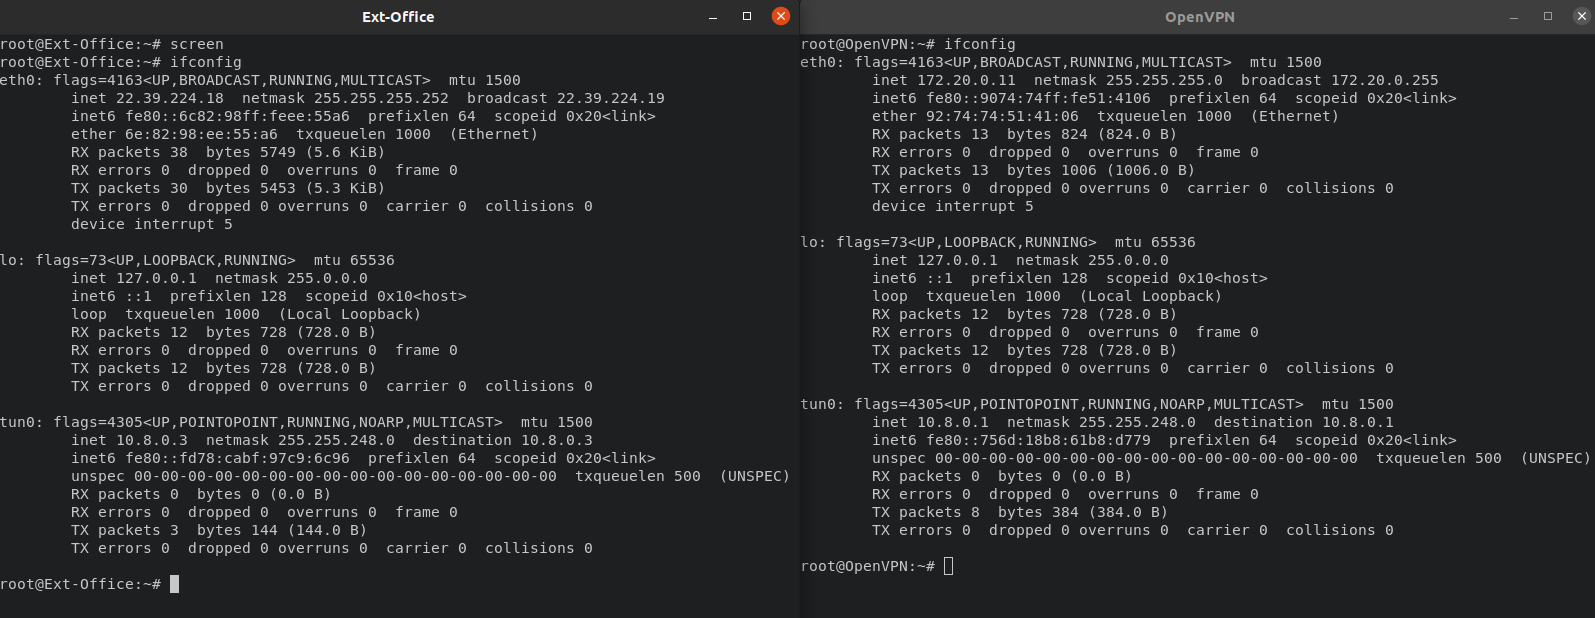 Ext-Office
root@Ext-Office:~# screen
root@Ext-Office:~# ifconfig
eth0: flags=4163<UP,BROADCAST,RUNNING,MULTICAST>  mtu 1500
        inet 22.39.224.18  netmask 255.255.255.252  broadcast 22.39.224.19
        inet6 fe80::6c82:98ff:feee:55a6  prefixlen 64  scopeid 0x20<link>
        ether 6e:82:98:ee:55:a6  txqueuelen 1000  (Ethernet)
        RX packets 38  bytes 5749 (5.6 KiB)
        RX errors 0  dropped 0  overruns 0  frame 0
        TX packets 30  bytes 5453 (5.3 KiB)
        TX errors 0  dropped 0 overruns 0  carrier 0  collisions 0
        device interrupt 5
lo: flags=73<UP,LOOPBACK,RUNNING>  mtu 65536
        inet 127.0.0.1  netmask 255.0.0.0
        inet6 ::1  prefixlen 128  scopeid 0x10<host>
        loop  txqueuelen 1000  (Local Loopback)
        RX packets 12  bytes 728 (728.0 B)
        RX errors 0  dropped 0  overruns 0  frame 0
        TX packets 12  bytes 728 (728.0 B)
        TX errors 0  dropped 0 overruns 0  carrier 0  collisions 0
tun0: flags=4305<UP,POINTOPOINT,RUNNING,NOARP,MULTICAST>  mtu 1500
        inet 10.8.0.3  netmask 255.255.248.0  destination 10.8.0.3
        inet6 fe80::fd78:cabf:97c9:6c96  prefixlen 64  scopeid 0x20<link>
        unspec 00-00-00-00-00-00-00-00-00-00-00-00-00-00-00-00  txqueuelen 500  (UNSPEC)
        RX packets 0  bytes 0 (0.0 B)
        RX errors 0  dropped 0  overruns 0  frame 0
        TX packets 3  bytes 144 (144.0 B)
        TX errors 0  dropped 0 overruns 0  carrier 0  collisions 0
root@Ext-Office:~#
OpenVPN
root@OpenVPN:~# ifconfig
eth0: flags=4163<UP,BROADCAST,RUNNING,MULTICAST>  mtu 1500
        inet 172.20.0.11  netmask 255.255.255.0  broadcast 172.20.0.255
        inet6 fe80::9074:74ff:fe51:4106  prefixlen 64  scopeid 0x20<link>
        ether 92:74:74:51:41:06  txqueuelen 1000  (Ethernet)
        RX packets 13  bytes 824 (824.0 B)
        RX errors 0  dropped 0  overruns 0  frame 0
        TX packets 13  bytes 1006 (1006.0 B)
        TX errors 0  dropped 0 overruns 0  carrier 0  collisions 0
        device interrupt 5
lo: flags=73<UP,LOOPBACK,RUNNING>  mtu 65536
        inet 127.0.0.1  netmask 255.0.0.0
        inet6 ::1  prefixlen 128  scopeid 0x10<host>
        loop  txqueuelen 1000  (Local Loopback)
        RX packets 12  bytes 728 (728.0 B)
        RX errors 0  dropped 0  overruns 0  frame 0
        TX packets 12  bytes 728 (728.0 B)
        TX errors 0  dropped 0 overruns 0  carrier 0  collisions 0
tun0: flags=4305<UP,POINTOPOINT,RUNNING,NOARP,MULTICAST>  mtu 1500
        inet 10.8.0.1  netmask 255.255.248.0  destination 10.8.0.1
        inet6 fe80::756d:18b8:61b8:d779  prefixlen 64  scopeid 0x20<link>
        unspec 00-00-00-00-00-00-00-00-00-00-00-00-00-00-00-00  txqueuelen 500  (UNSPEC)
        RX packets 0  bytes 0 (0.0 B)
        RX errors 0  dropped 0  overruns 0  frame 0
        TX packets 8  bytes 384 (384.0 B)
        TX errors 0  dropped 0 overruns 0  carrier 0  collisions 0
root@OpenVPN:~#